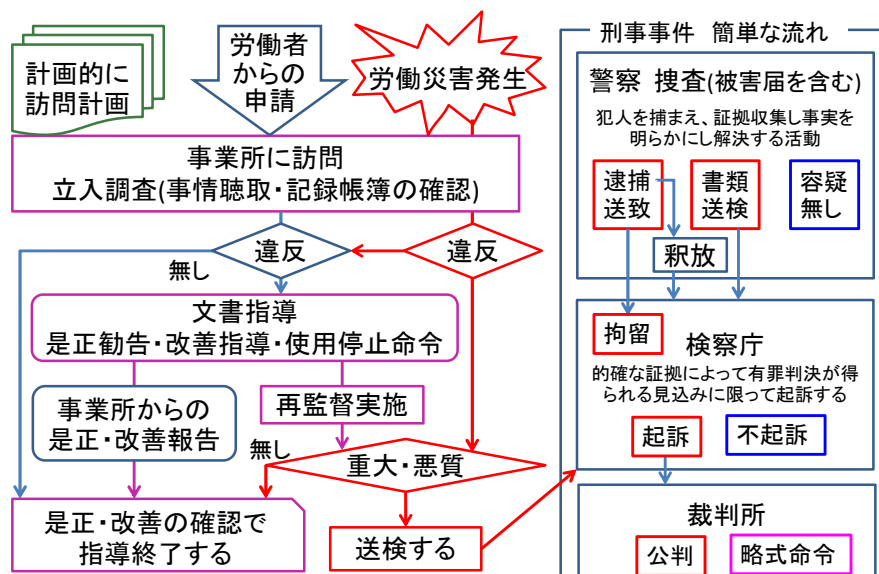 計画的に
訪問計画
労働者
からの
申請
労働災害発生
事業所に訪問
立入調査(事情聴取・記録帳簿の確認)
違反
違反
無し
文書指導
是正勧告・改善指導・使用停止命令
事業所からの
是正・改善報告
再監督実施
無し
重大・悪質
是正・改善の確認で
指導終了する
送検する
刑事事件 簡単な流れ
警察 捜査(被害届を含む)
犯人を捕まえ、証拠収集し事実を
明らかにし解決する活動
逮捕
送致
書類
送検
容疑
無し
釈放
拘留
検察庁
的確な証拠によって有罪判決が得
られる見込みに限って起訴する
起訴
不起訴
裁判所
公判
略式命令